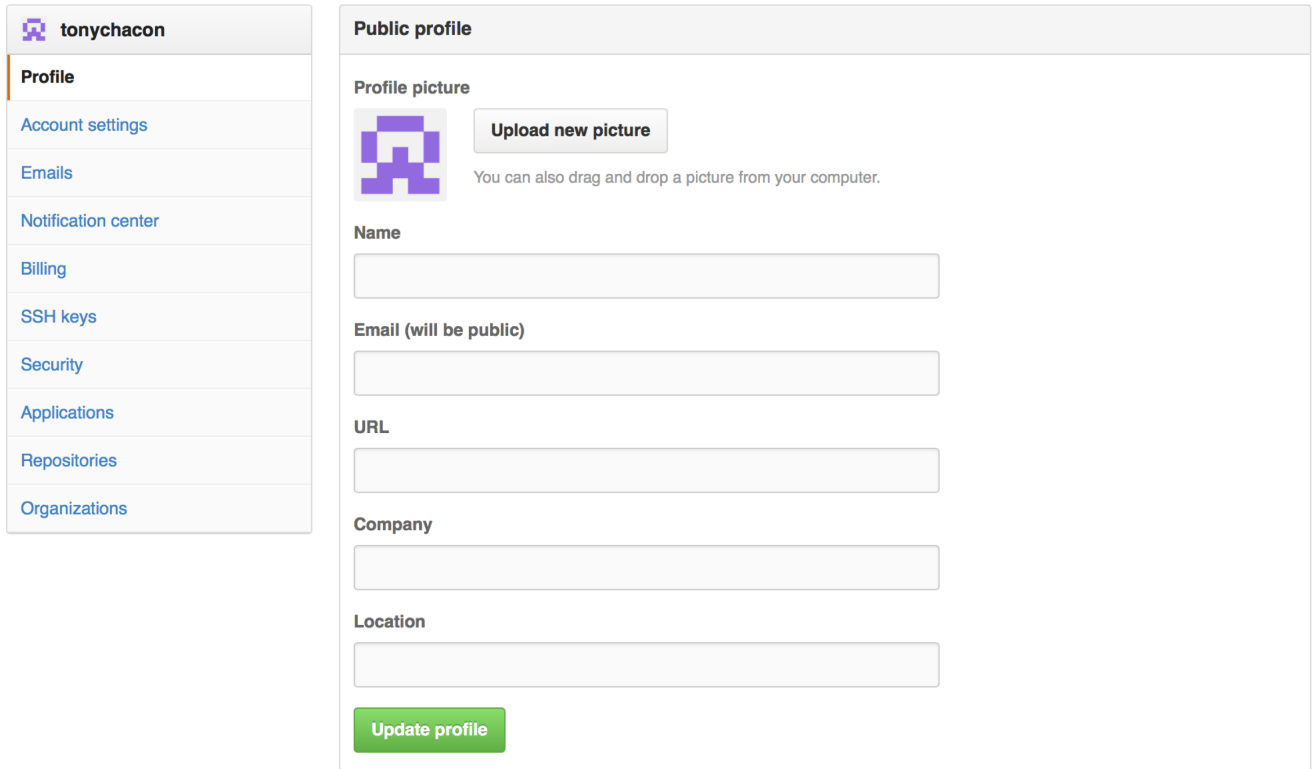 tonychacon
Profile
Account settings
Emails
Notification center
Billing
SSH keys
Security
Applications
Repositories
Organizations
Public profile
Profile picture
Upload new picture
You can also drag and drop a picture from your computer.
Name
Email (will be public)
URL
Company
Location
Update profile